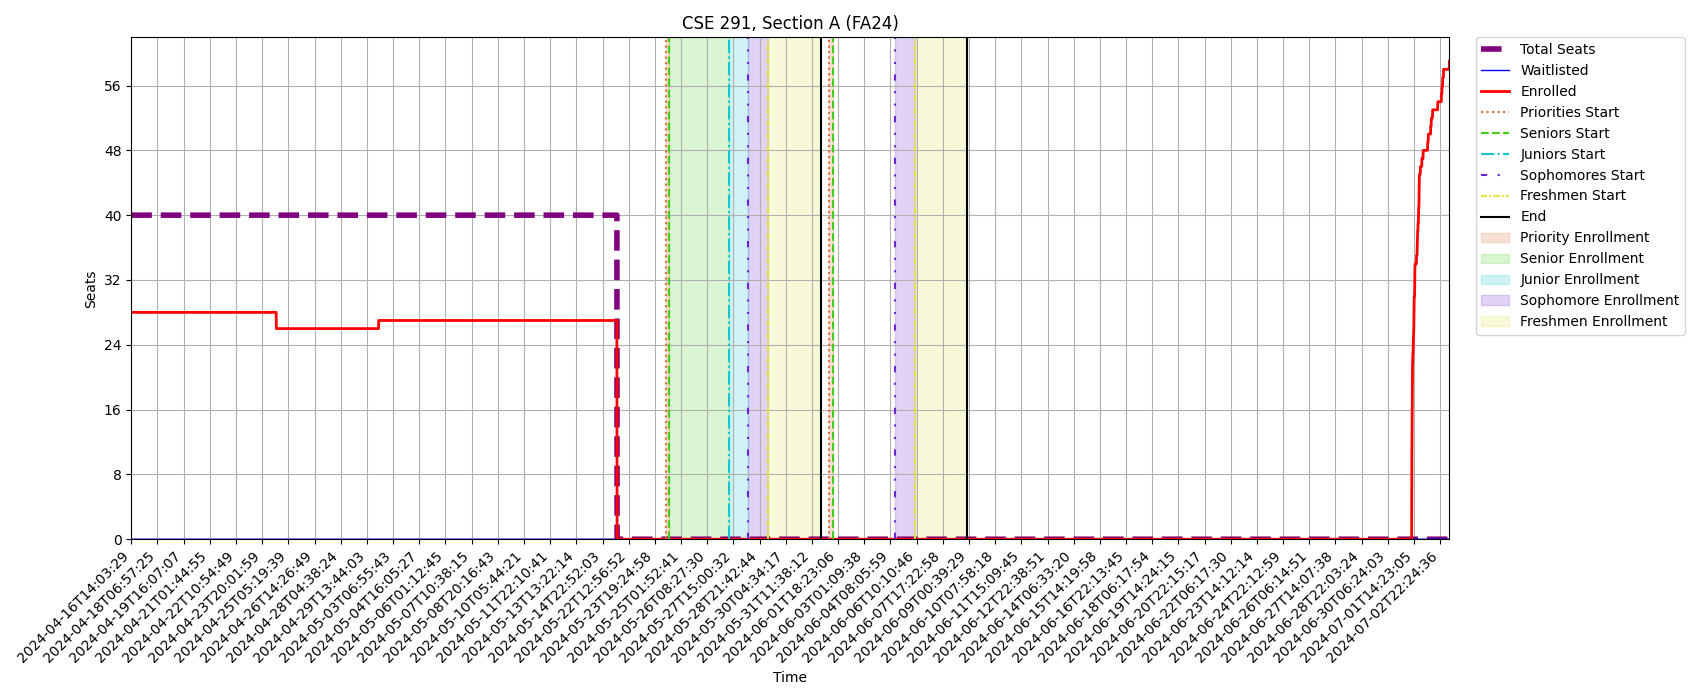 CSE 291, Section A (FA24)
Seats
56
48
40
32
24
16
8
0
2024-04-16T14:03:29
2024-04-18T06:57:25
2024-04-19T16:07:07
2024-04-21T01:44:55
2024-04-22T10:54:49
2024-04-23T20:01:59
2024-04-25T05:19:39
2024-04-26T14:26:49
2024-04-28T04:38:24
2024-04-29T13:44:03
2024-05-03T06:55:43
2024-05-04T16:05:27
2024-05-06T01:12:45
2024-05-07T10:38:15
2024-05-08T20:16:43
2024-05-10T05:44:21
2024-05-11T22:10:41
2024-05-13T13:22:14
2024-05-14T22:52:03
2024-05-22T12:56:52
2024-05-23T19:24:58
2024-05-25T01:52:41
2024-05-26T08:27:30
2024-05-27T15:00:32
2024-05-28T21:42:44
2024-05-30T04:34:17
2024-05-31T11:38:12
2024-06-01T18:23:06
2024-06-03T01:09:38
2024-06-04T08:05:59
2024-06-06T10:10:46
2024-06-07T17:22:58
2024-06-09T00:39:29
2024-06-10T07:58:18
2024-06-11T15:09:45
2024-06-12T22:38:51
2024-06-14T06:33:20
2024-06-15T14:19:58
2024-06-16T22:13:45
2024-06-18T06:17:54
2024-06-19T14:24:15
2024-06-20T22:15:17
2024-06-22T06:17:30
2024-06-23T14:12:14
2024-06-24T22:12:59
2024-06-26T06:14:51
2024-06-27T14:07:38
2024-06-28T22:03:24
2024-06-30T06:24:03
2024-07-01T14:23:05
2024-07-02T22:24:36
Time
Total Seats
Waitlisted
Enrolled
Priorities Start
Seniors Start
Juniors Start
Sophomores Start
Freshmen Start
End
Priority Enrollment
Senior Enrollment
Junior Enrollment
Sophomore Enrollment
Freshmen Enrollment